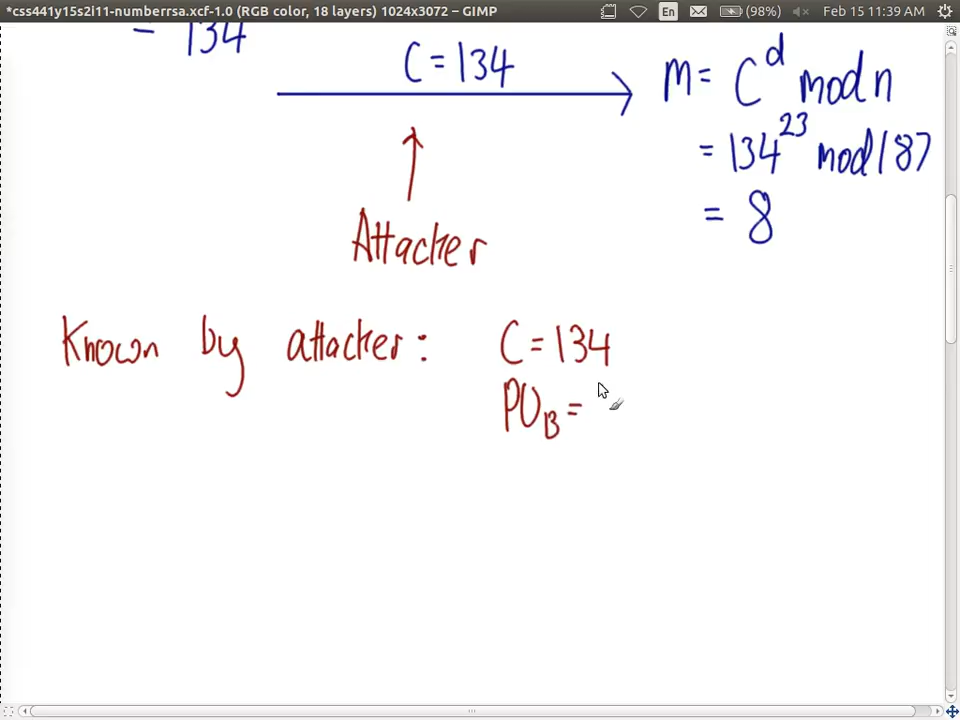 *css441y15s2i11-numberrsa.xcf-1.0 (RGB color, 18 layers) 1024x3072 – GIMP
En
(98%)
Feb 15 11:39 AM
= 134
C = 134
M = C^d mod n
= 134^23 mod 187
= 8
Attacker
Known by attacker: C = 134
PU_B =